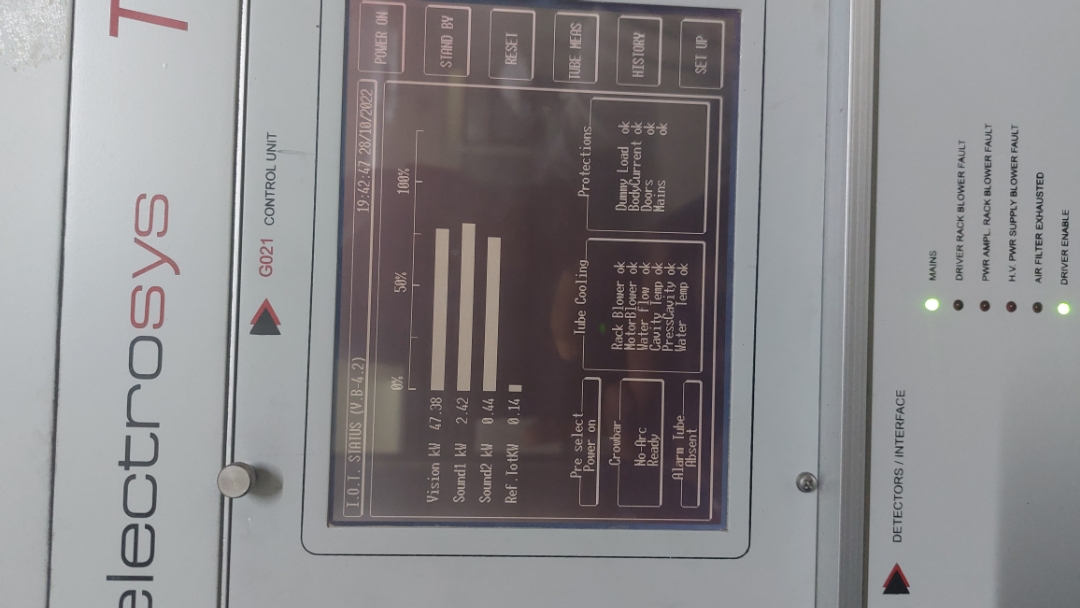 electrosys T
G021 CONTROL UNIT
I.O.T. STATUS (V.B-4.2) 19:42:47 28/10/2022
0% 50% 100%
Vision kW 47.38
Sound1 kW 2.42
Sound2 kW 0.44
Ref.TotKW 0.14
Pre select
Power on
Crowbar
No-Arc
Ready
Alarm Tube
Absent
Tube Cooling
Rack Blower ok
MotorBlower ok
Water Flow ok
Cavity Temp ok
PressCavity ok
Water Temp ok
Protections
Dummy Load ok
BodyCurrent ok
Doors ok
Mains ok
POWER ON
STAND BY
RESET
TUBE MEAS
HISTORY
SET UP
DETECTORS / INTERFACE
MAINS
DRIVER RACK BLOWER FAULT
PWR AMPL. RACK BLOWER FAULT
H.V. PWR SUPPLY BLOWER FAULT
AIR FILTER EXHAUSTED
DRIVER ENABLE